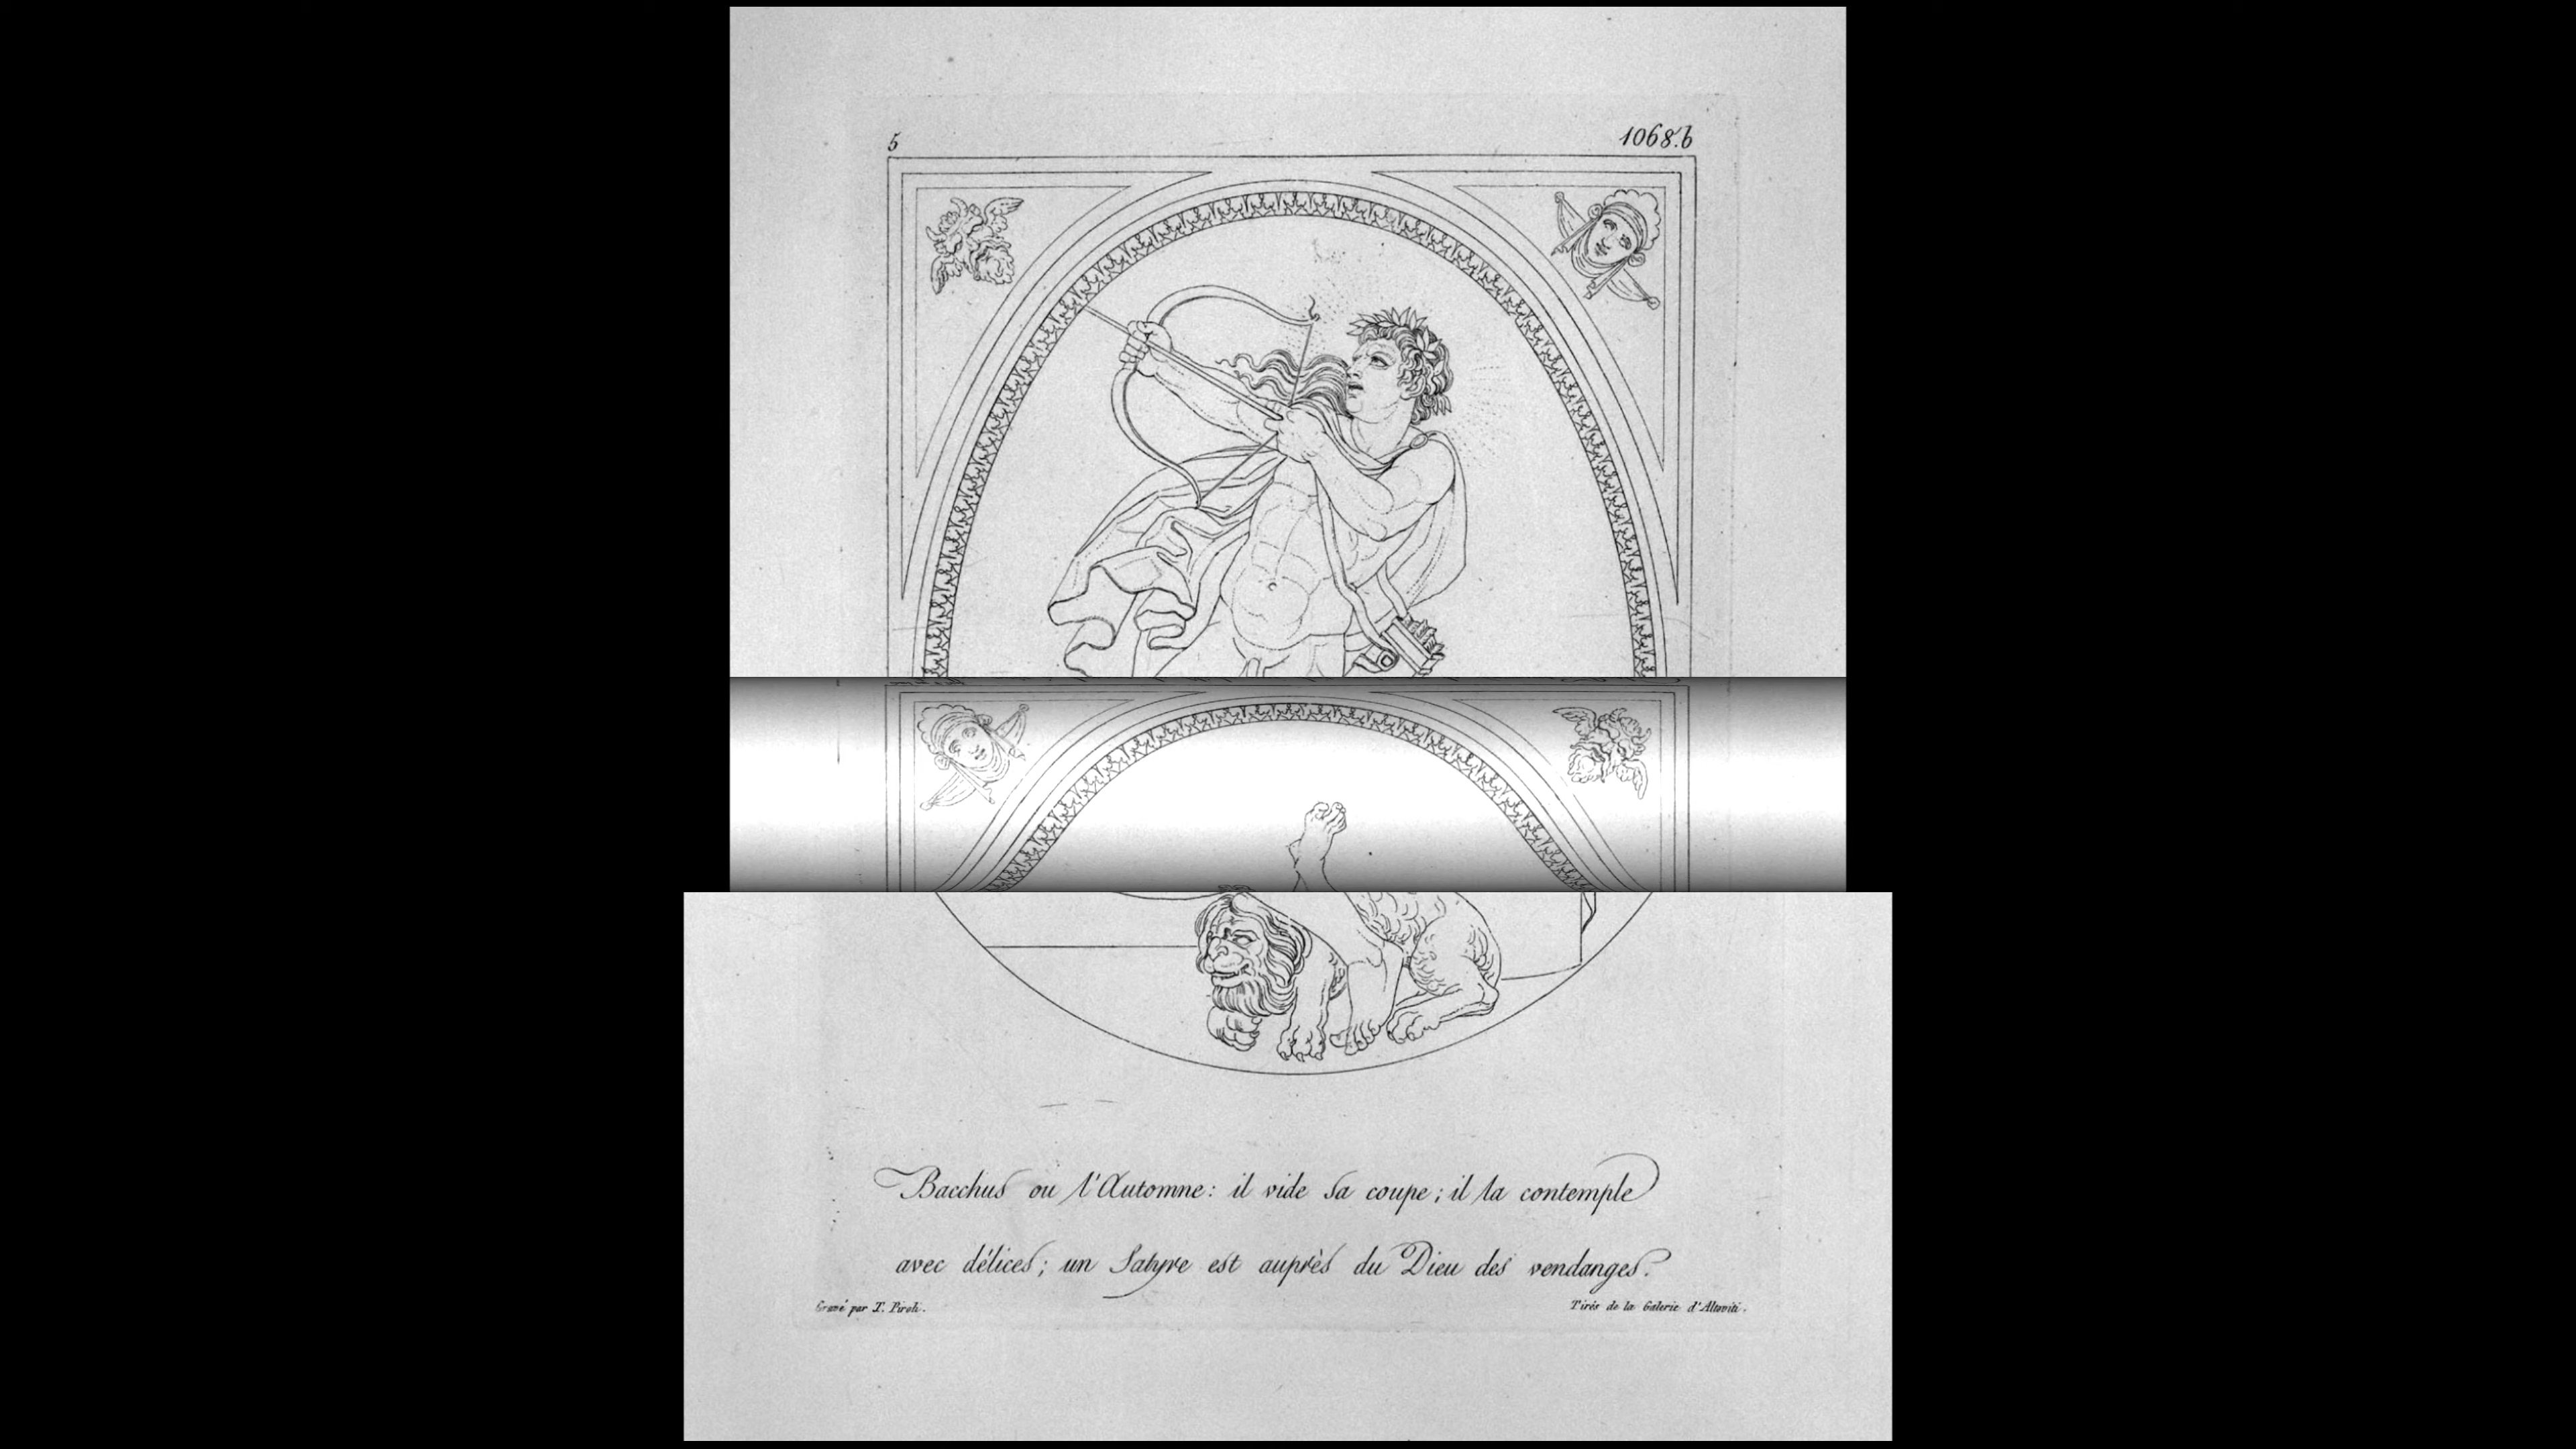 5
1068.b
Bacchus ou l'Automne: il vide sa coupe; il la contemple
avec délices; un Satyre est auprès du Dieu des vendanges.
Gravé par T. Piroli.
Tirés de la Galerie d'Altoviti.